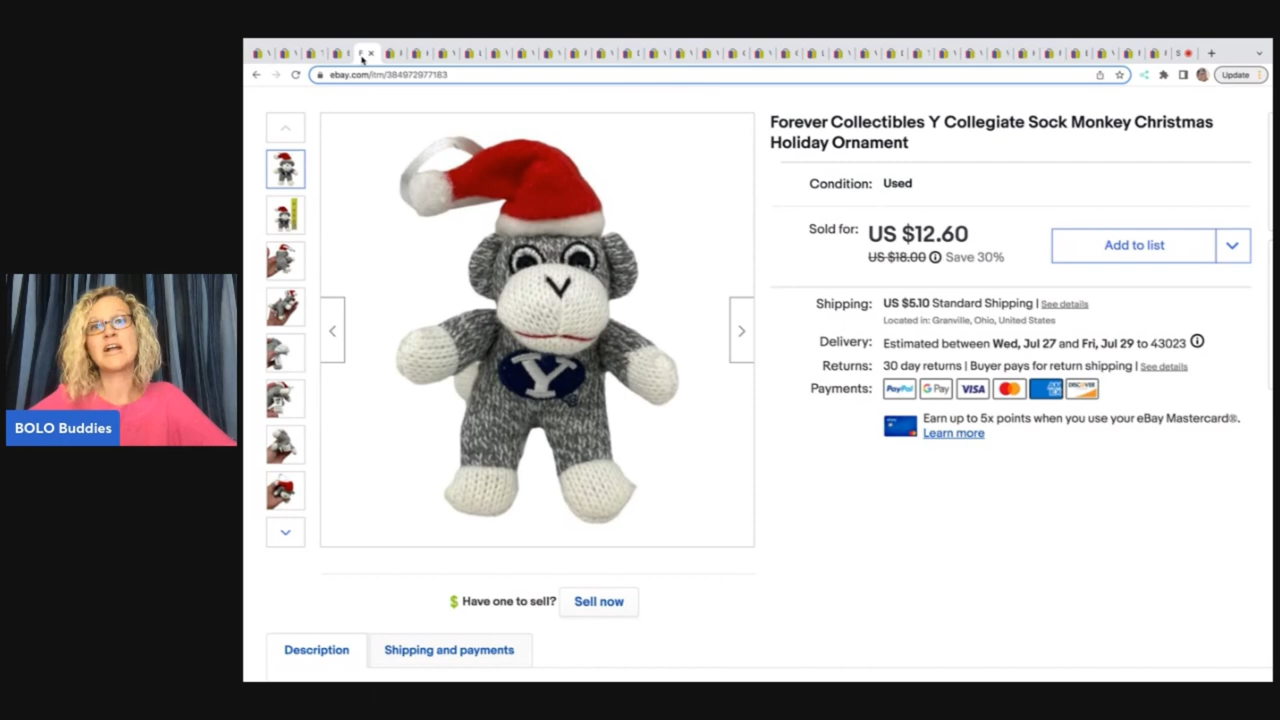 ebay.com/itm/384972977183
Update
Forever Collectibles Y Collegiate Sock Monkey Christmas
Holiday Ornament
Condition: Used
Sold for: US $12.60
US $18.00 Save 30%
Add to list
Shipping: US $5.10 Standard Shipping | See details
Located in: Granville, Ohio, United States
Delivery: Estimated between Wed, Jul 27 and Fri, Jul 29 to 43023
Returns: 30 day returns | Buyer pays for return shipping | See details
Payments: PayPal G Pay VISA DISCOVER
Earn up to 5x points when you use your eBay Mastercard®.
Learn more
Y
BOLO Buddies
Have one to sell? Sell now
Description Shipping and payments